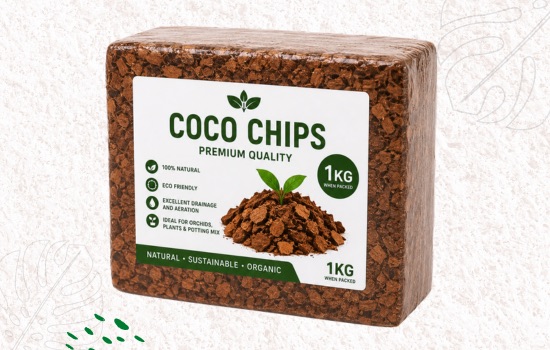 COCO CHIPS
PREMIUM QUALITY
100% NATURAL
ECO FRIENDLY
EXCELLENT DRAINAGE
AND AERATION
IDEAL FOR ORCHIDS,
PLANTS & POTTING MIX
1KG
WHEN PACKED
NATURAL • SUSTAINABLE • ORGANIC
1KG
WHEN PACKED